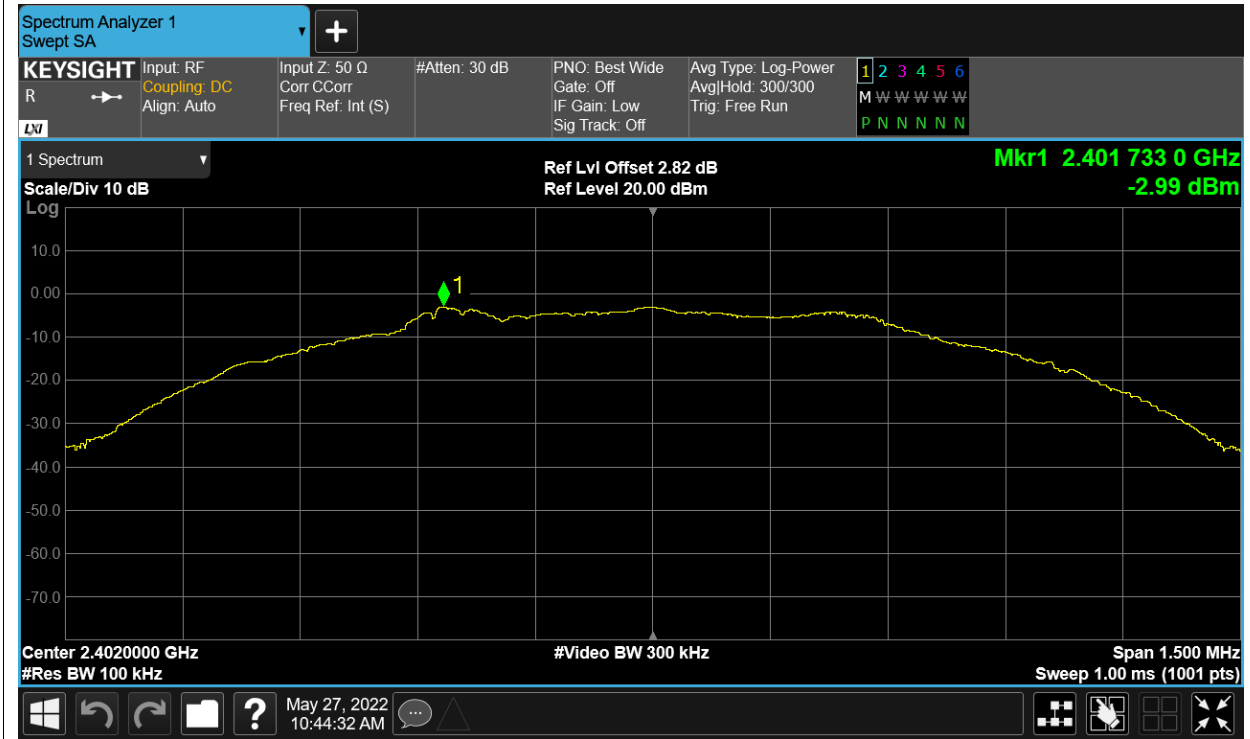 Spectrum Analyzer 1
Swept SA
+
KEYSIGHT
R
LXI
Input: RF
Coupling: DC
Align: Auto
Input Z: 50 Ω
Corr CCorr
Freq Ref: Int (S)
#Atten: 30 dB
PNO: Best Wide
Gate: Off
IF Gain: Low
Sig Track: Off
Avg Type: Log-Power
Avg|Hold: 300/300
Trig: Free Run
1 2 3 4 5 6
M W W W W W
P N N N N N
1 Spectrum
Scale/Div 10 dB
Log
Ref Lvl Offset 2.82 dB
Ref Level 20.00 dBm
Mkr1 2.401 733 0 GHz
-2.99 dBm
1
10.0
0.00
-10.0
-20.0
-30.0
-40.0
-50.0
-60.0
-70.0
Center 2.4020000 GHz
#Video BW 300 kHz
Span 1.500 MHz
#Res BW 100 kHz
Sweep 1.00 ms (1001 pts)
?
May 27, 2022
10:44:32 AM